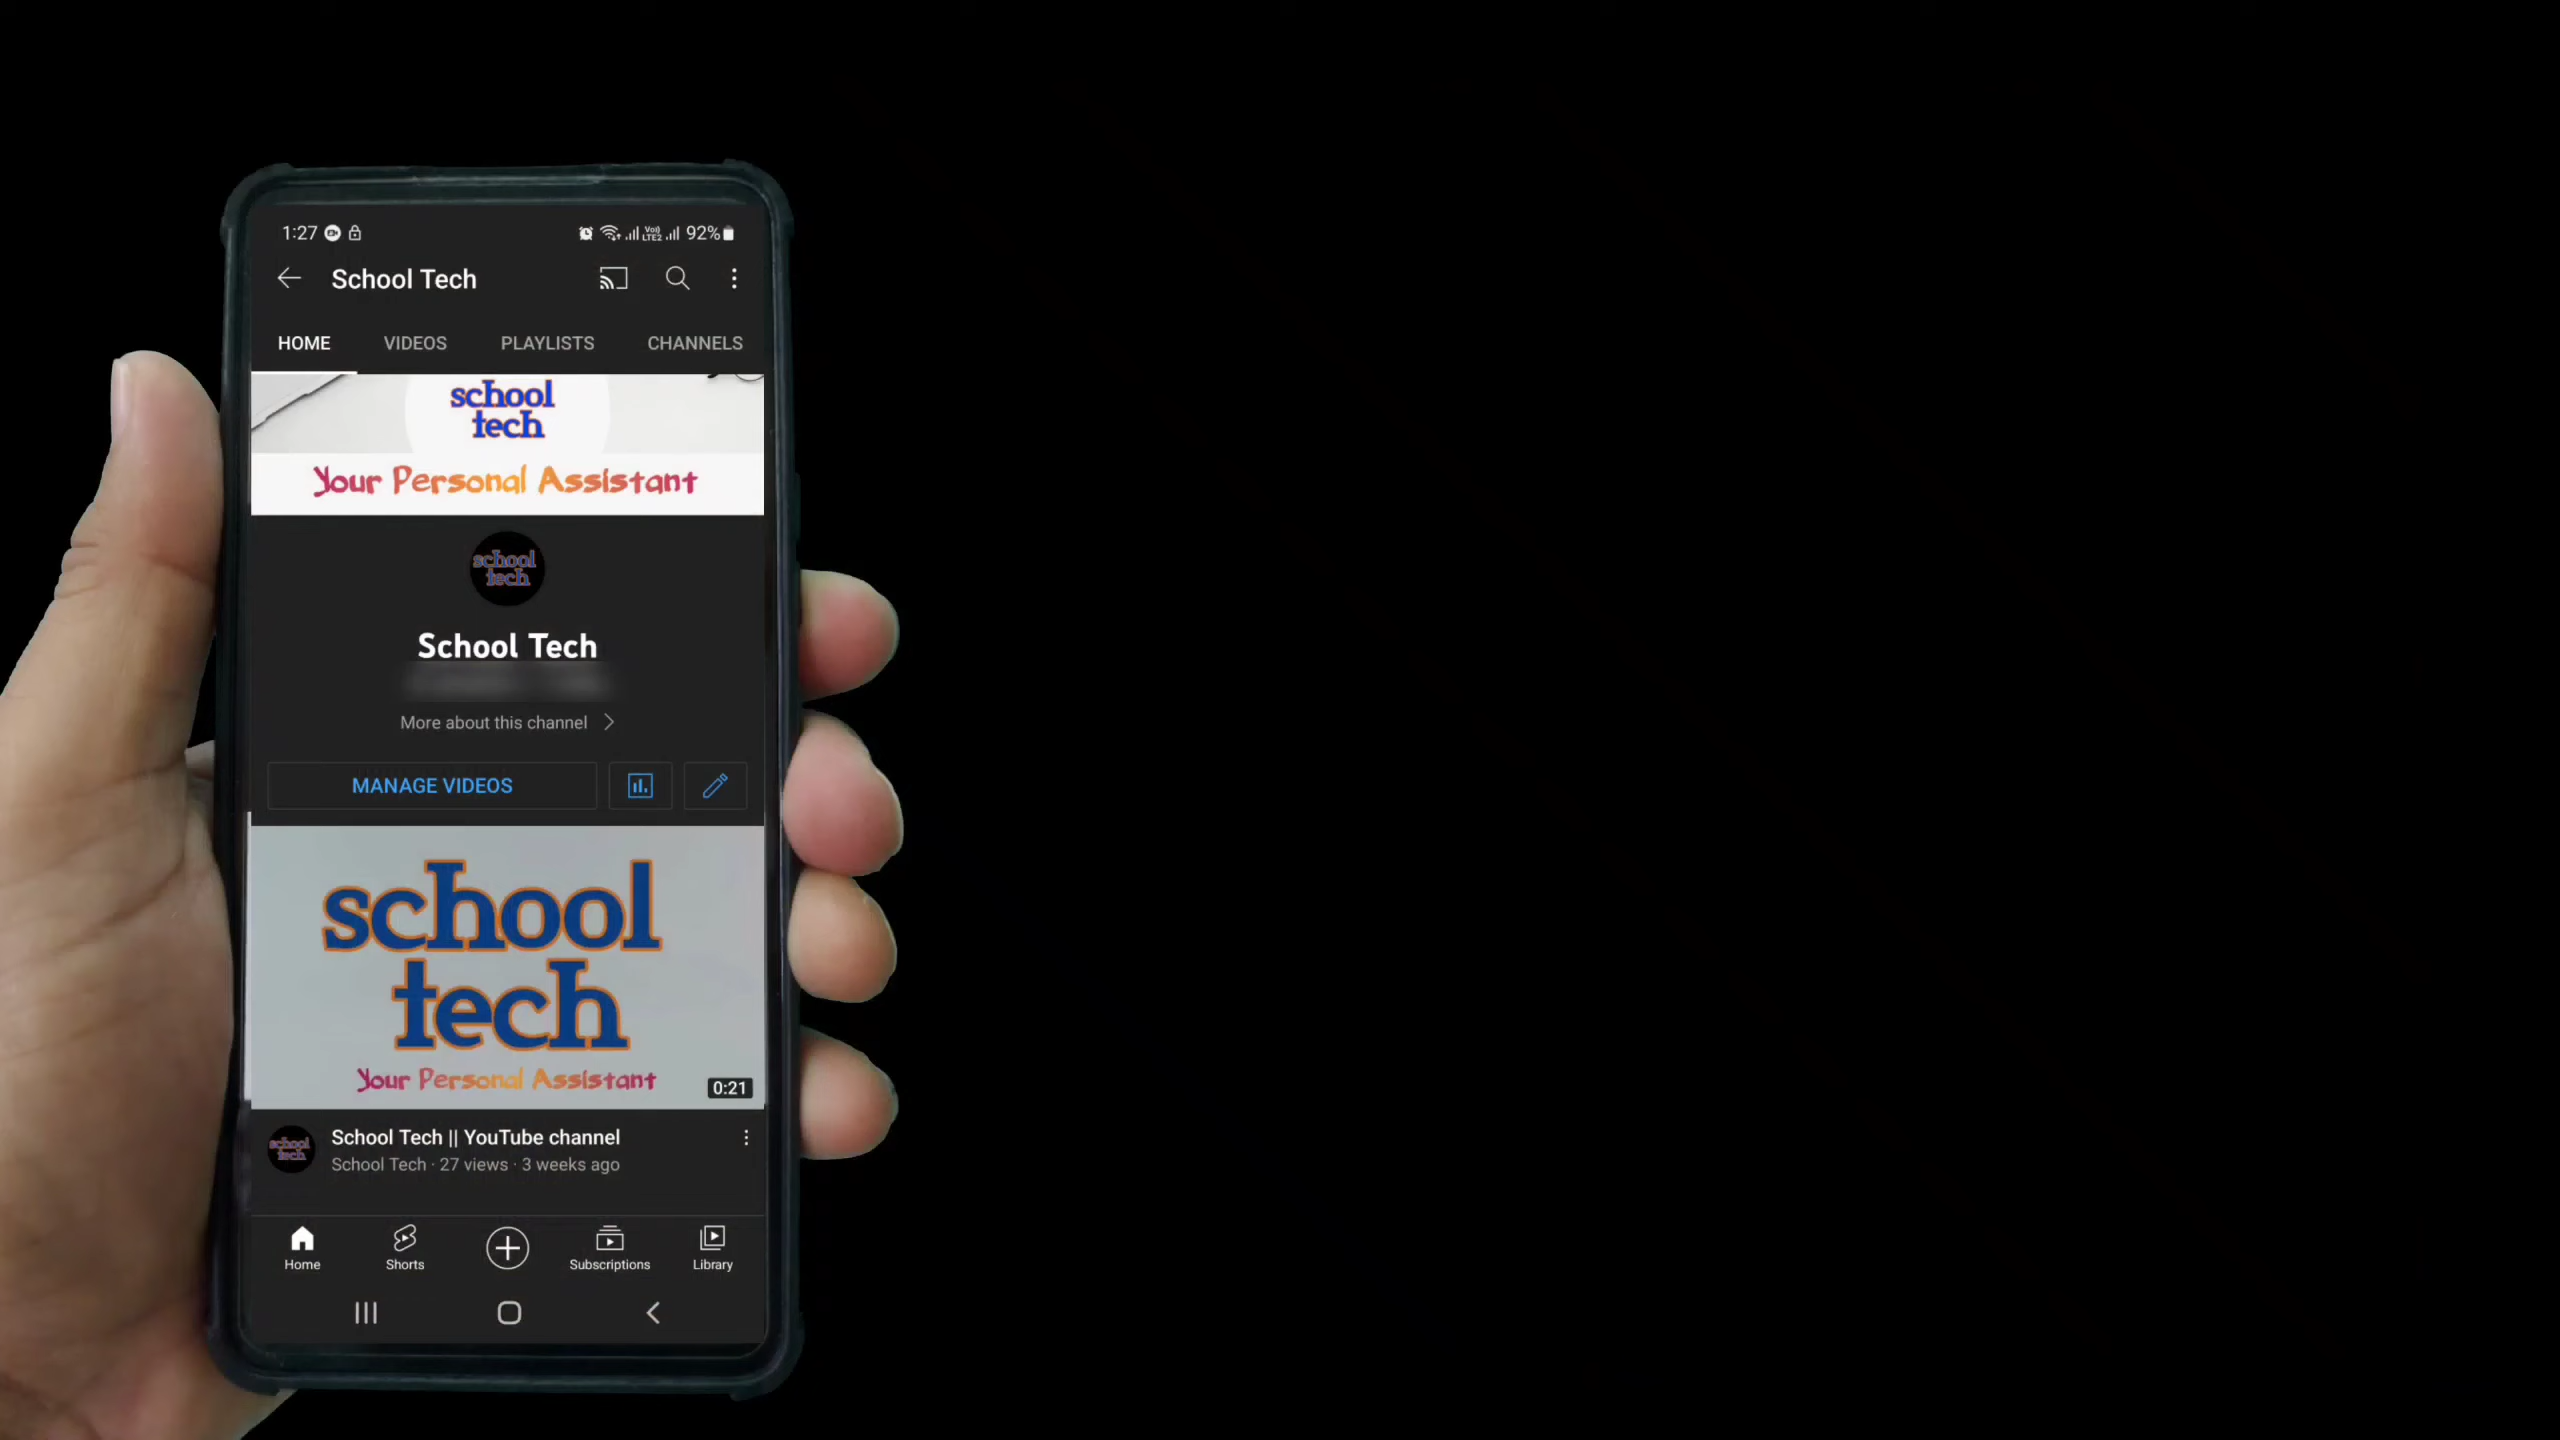 1:27 92%
School Tech
HOME VIDEOS PLAYLISTS CHANNELS
school
tech
Your Personal Assistant
school
tech
School Tech
More about this channel
MANAGE VIDEOS
school
tech
Your Personal Assistant
0:21
school
tech
School Tech || YouTube channel
School Tech · 27 views · 3 weeks ago
Home Shorts Subscriptions Library